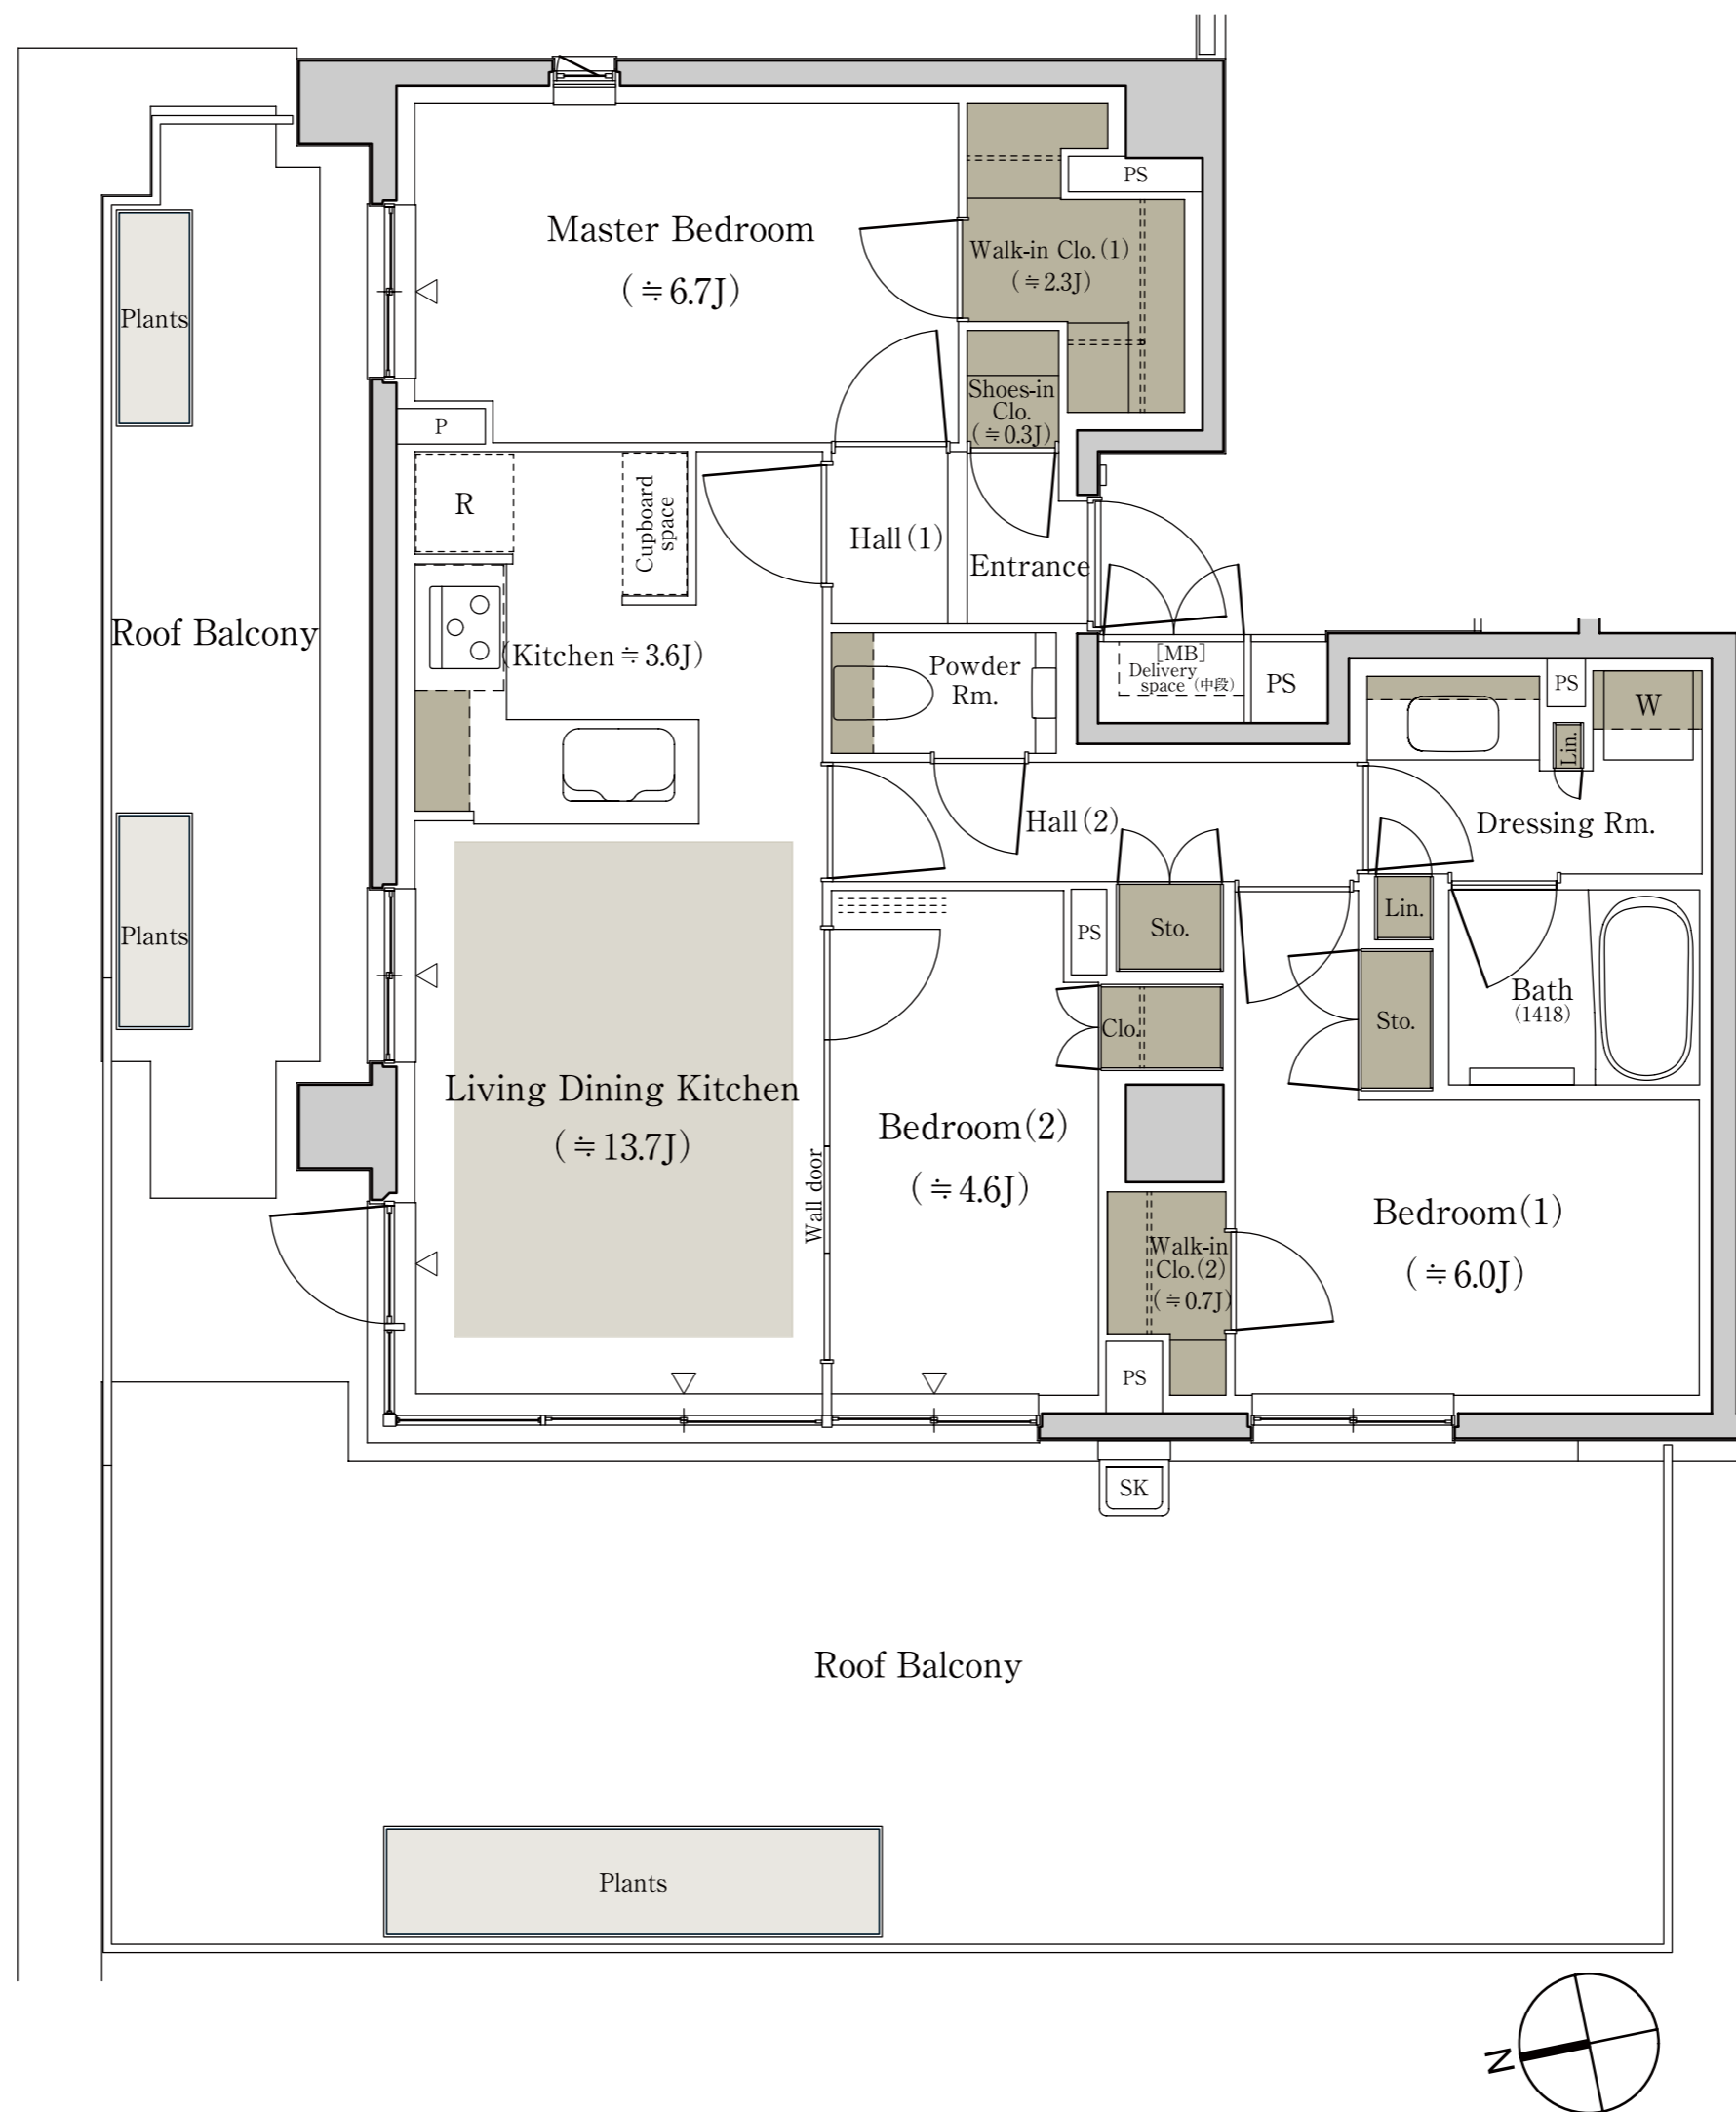 Master Bedroom
(≒6.7J)
PS
Walk-in Clo.(1)
(≒2.3J)
Plants
Shoes-in
Clo.
(≒0.3J)
P
R
Cupboard
space
Hall(1)
Entrance
Roof Balcony
(Kitchen≒3.6J)
Powder
Rm.
[MB]
Delivery
space (中段)
PS
PS
W
Lin.
Hall(2)
Dressing Rm.
Plants
PS
Sto.
Lin.
Clo.
Sto.
Bath
(1418)
Living Dining Kitchen
(≒13.7J)
Wall door
Bedroom(2)
(≒4.6J)
Walk-in
Clo.(2)
(≒0.7J)
Bedroom(1)
(≒6.0J)
PS
SK
Roof Balcony
Plants
N